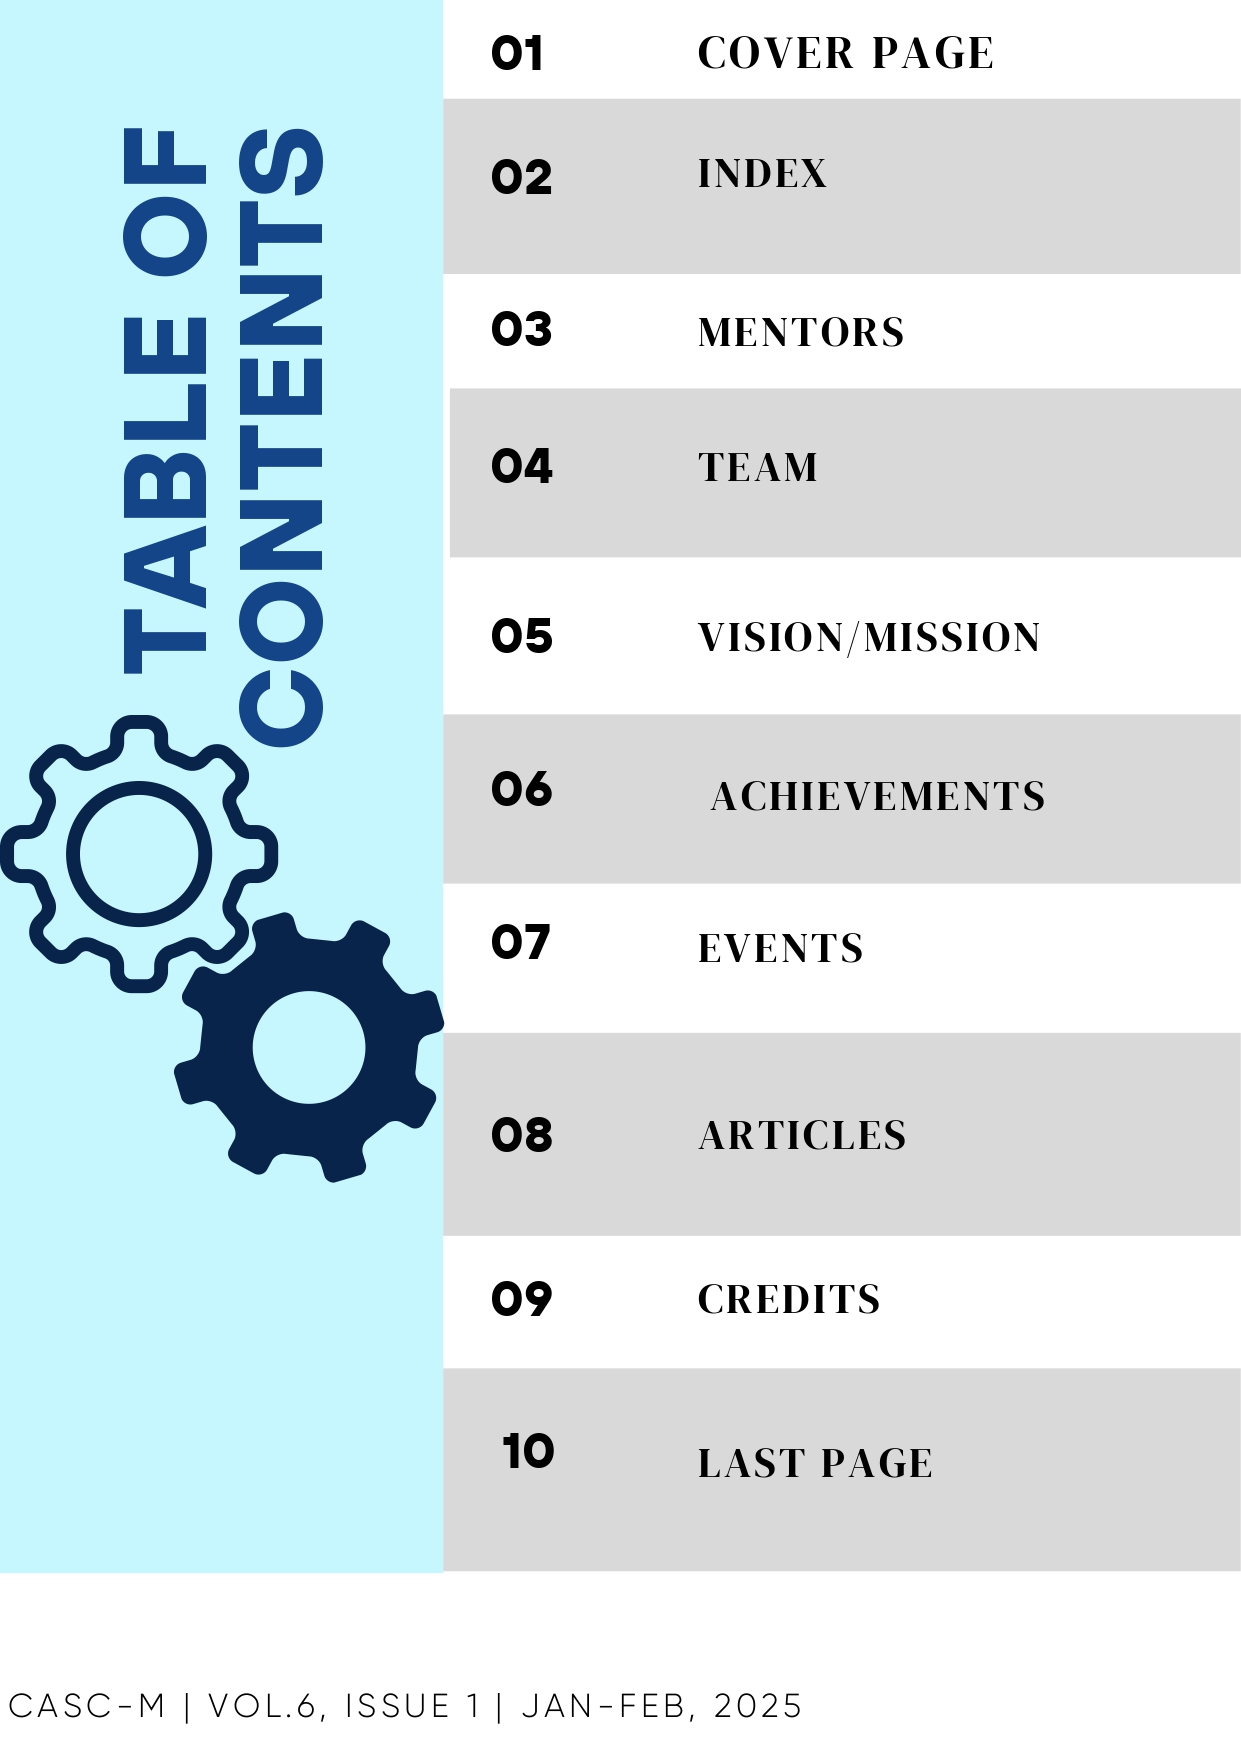 TABLE OF
CONTENTS
01 COVER PAGE
02 INDEX
03 MENTORS
04 TEAM
05 VISION/MISSION
06 ACHIEVEMENTS
07 EVENTS
08 ARTICLES
09 CREDITS
10 LAST PAGE
CASC-M | VOL.6, ISSUE 1 | JAN-FEB, 2025